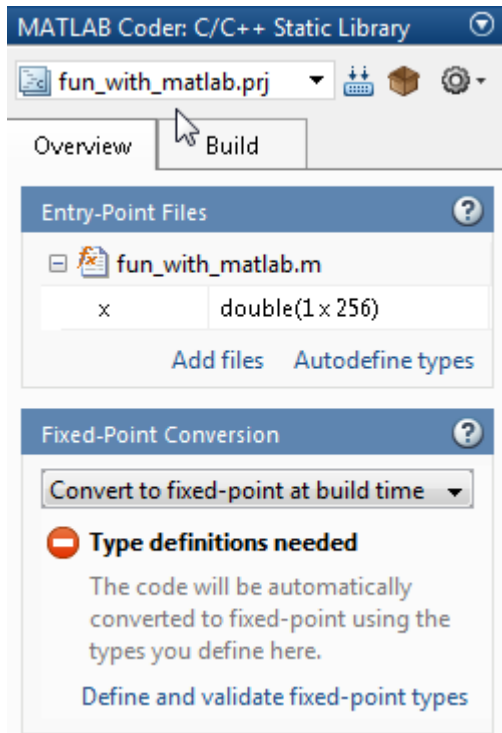 MATLAB Coder: C/C++ Static Library
fun_with_matlab.prj
Overview Build
Entry-Point Files ?
fun_with_matlab.m
x double(1 x 256)
Add files Autodefine types
Fixed-Point Conversion ?
Convert to fixed-point at build time
Type definitions needed
The code will be automatically
converted to fixed-point using the
types you define here.
Define and validate fixed-point types